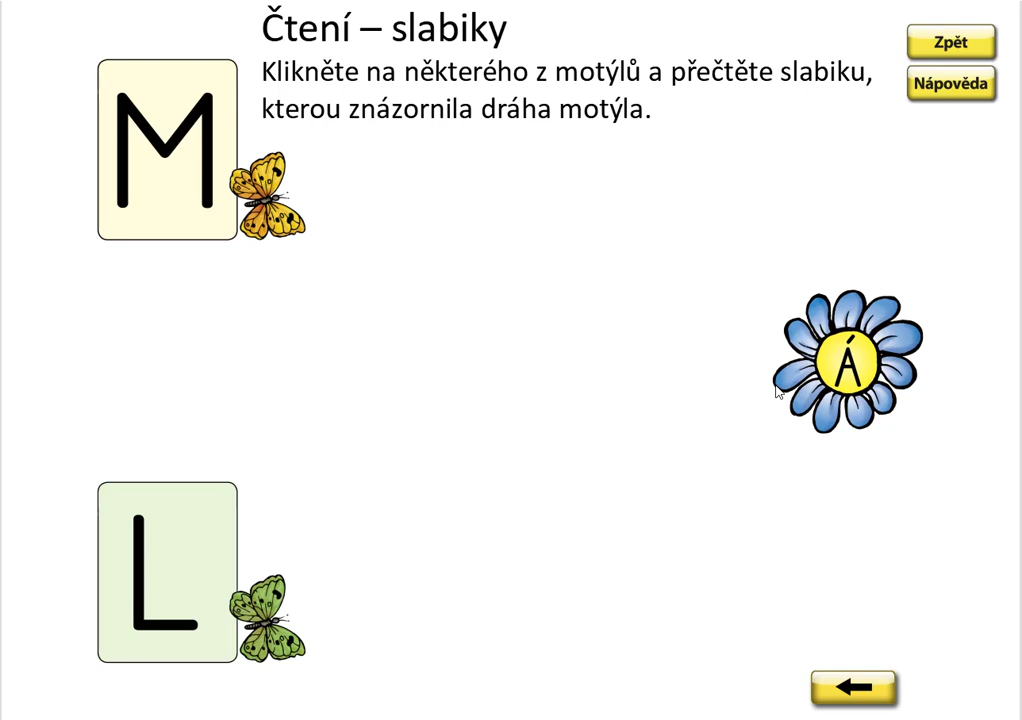 Čtení – slabiky
Klikněte na některého z motýlů a přečtěte slabiku,
kterou znázornila dráha motýla.
Zpět
Nápověda
M
Á
L